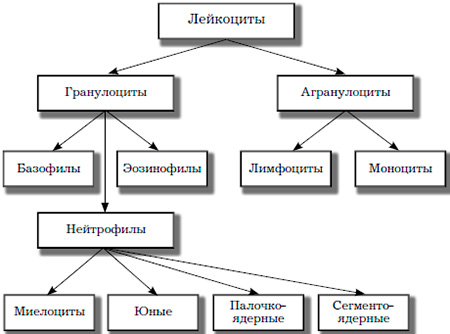 Лейкоциты
Гранулоциты
Агранулоциты
Базофилы
Эозинофилы
Лимфоциты
Моноциты
Нейтрофилы
Миелоциты
Юные
Палочко-
ядерные
Сегменто-
ядерные